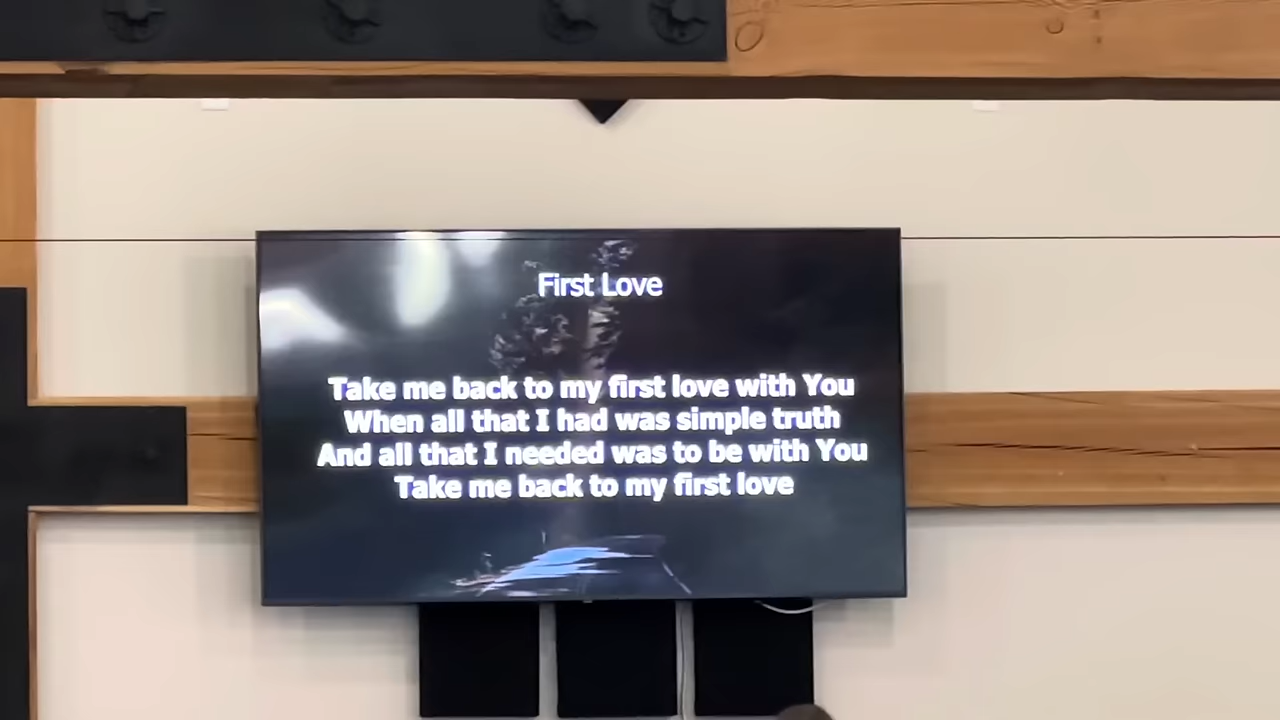 First Love
Take me back to my first love with You
When all that I had was simple truth
And all that I needed was to be with You
Take me back to my first love